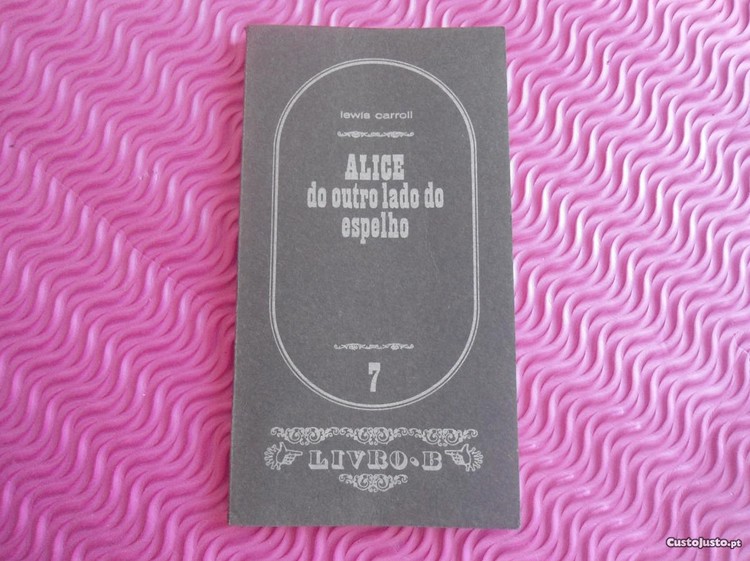 lewis carroll
ALICE
do outro lado do
espelho
7
LIVRO·B
CustoJusto.pt